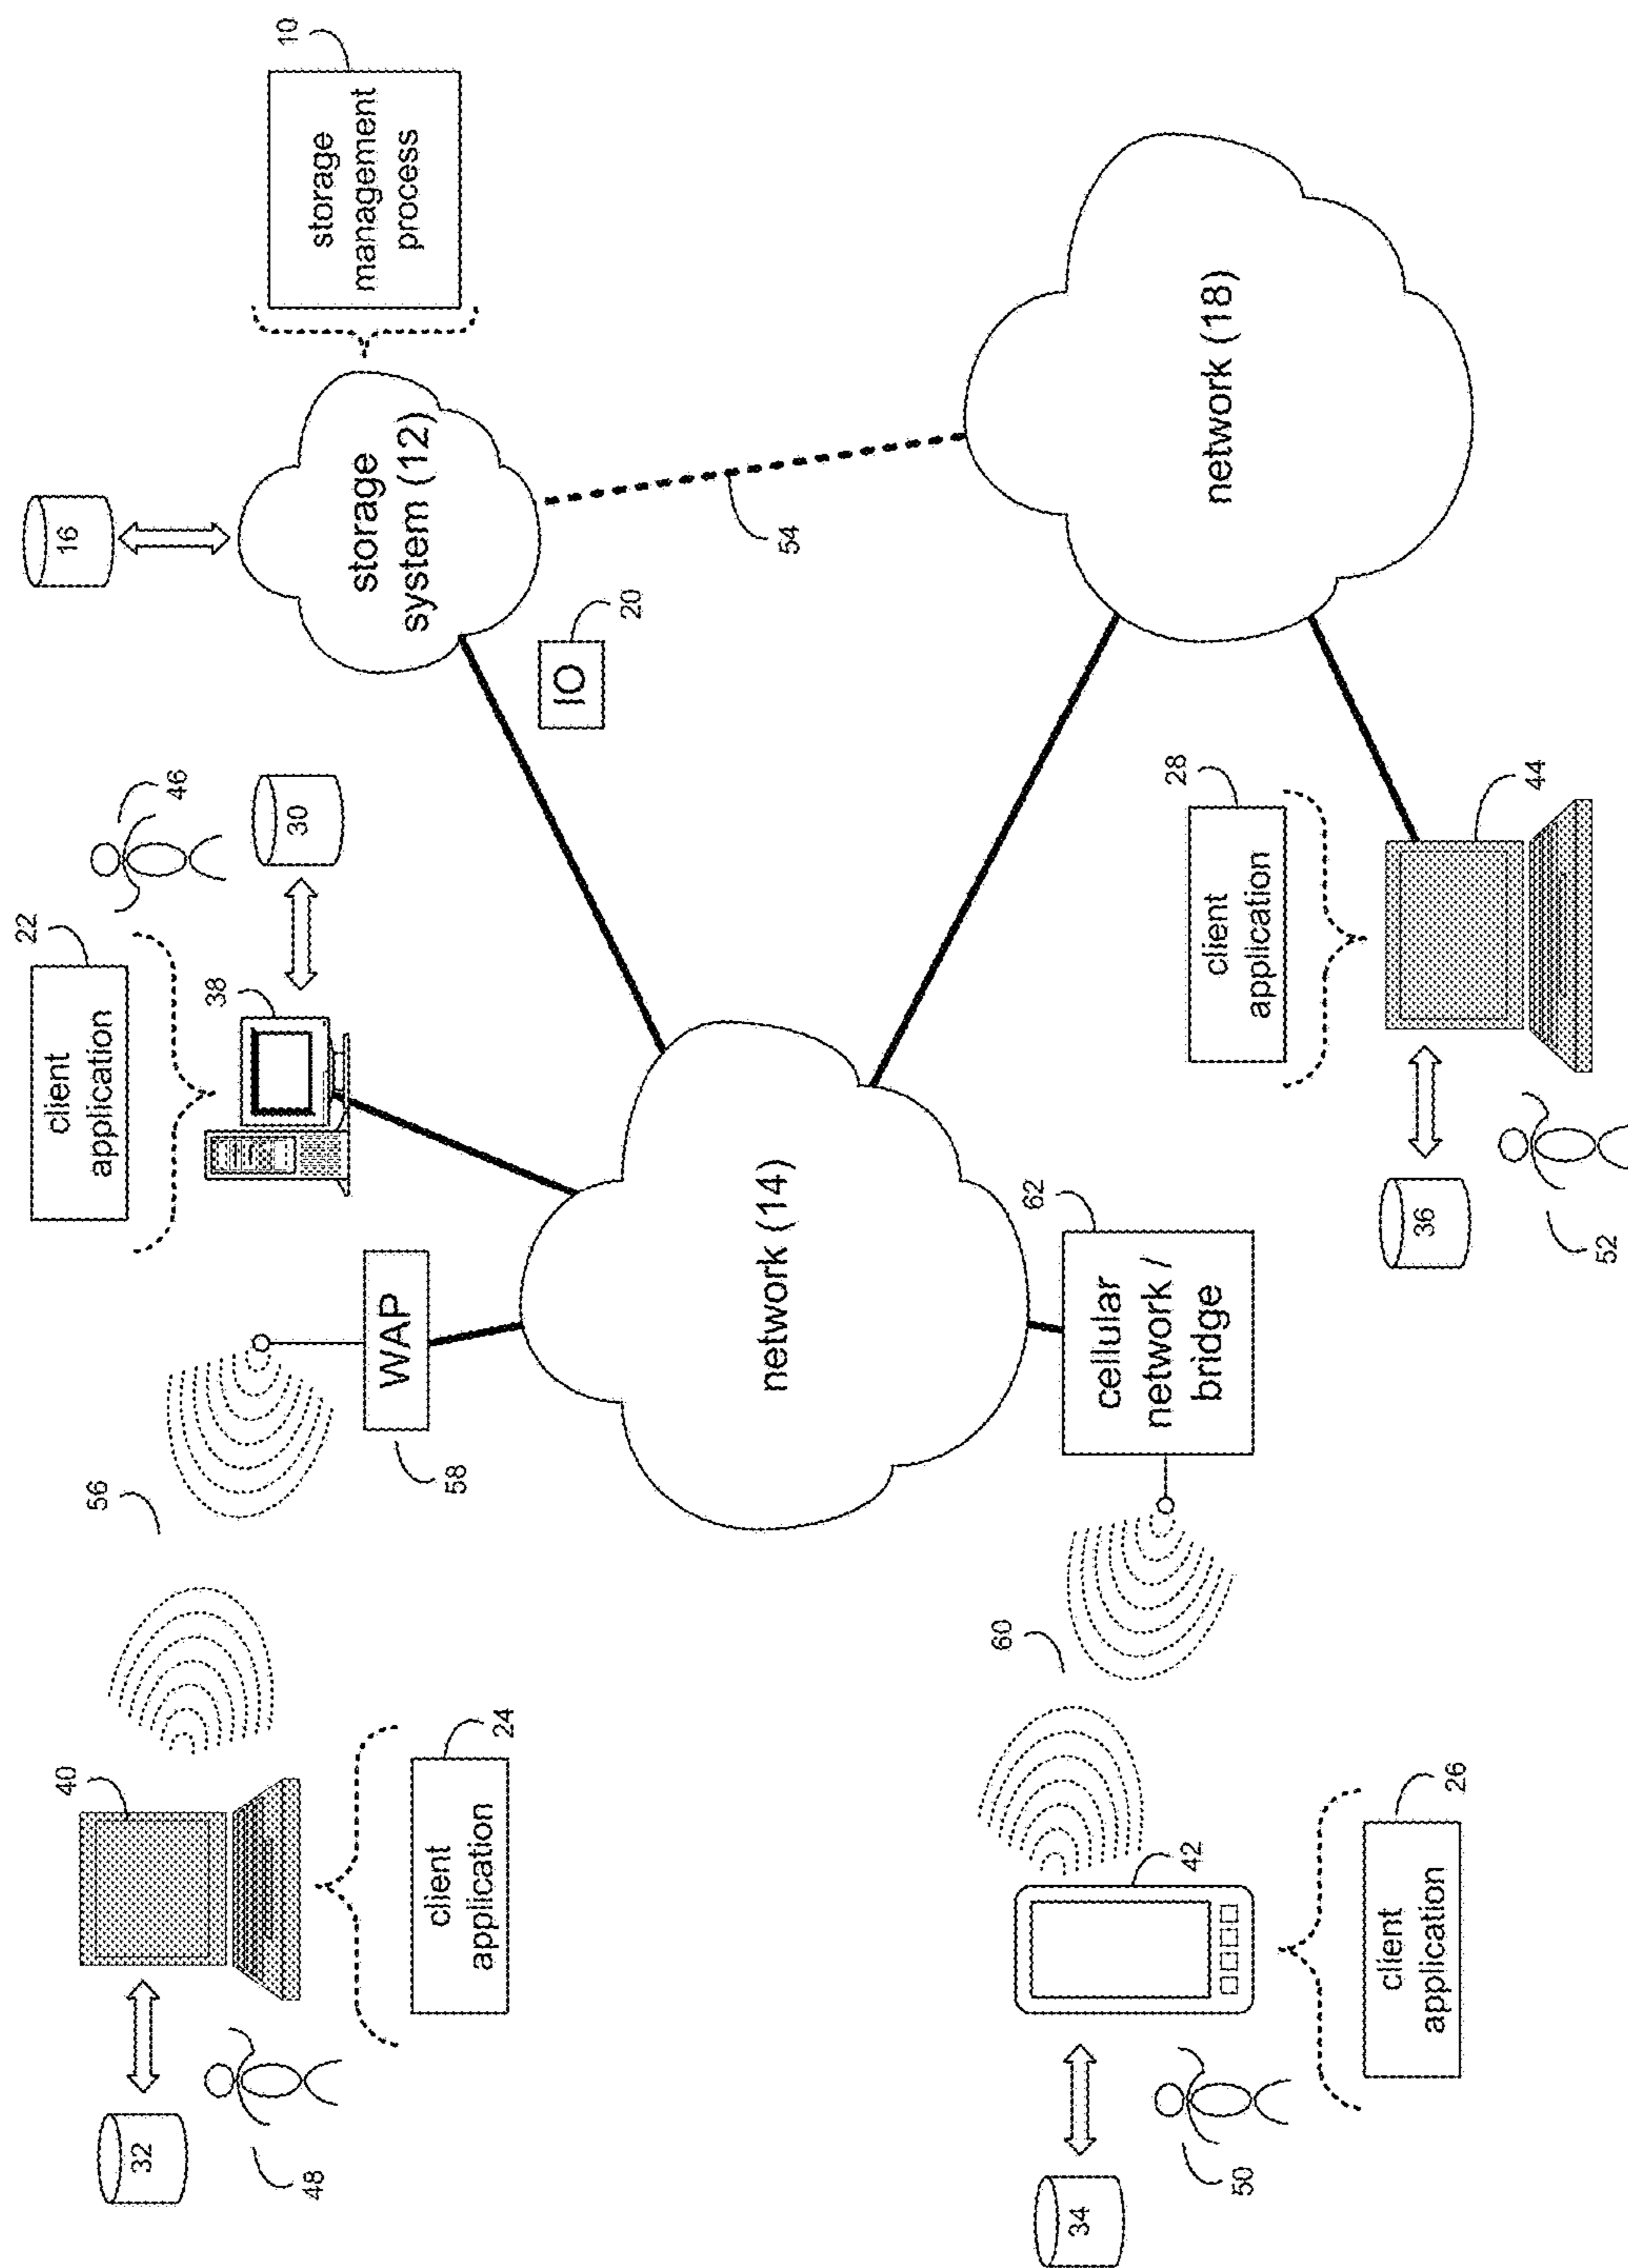 32
48
40
client
application
24
56
WAP
58
client
application
22
38
30
46
16
storage
system (12)
storage
management
process
10
IO
20
54
network (14)
34
50
42
client
application
26
60
cellular
network /
bridge
62
network (18)
client
application
28
36
52
44